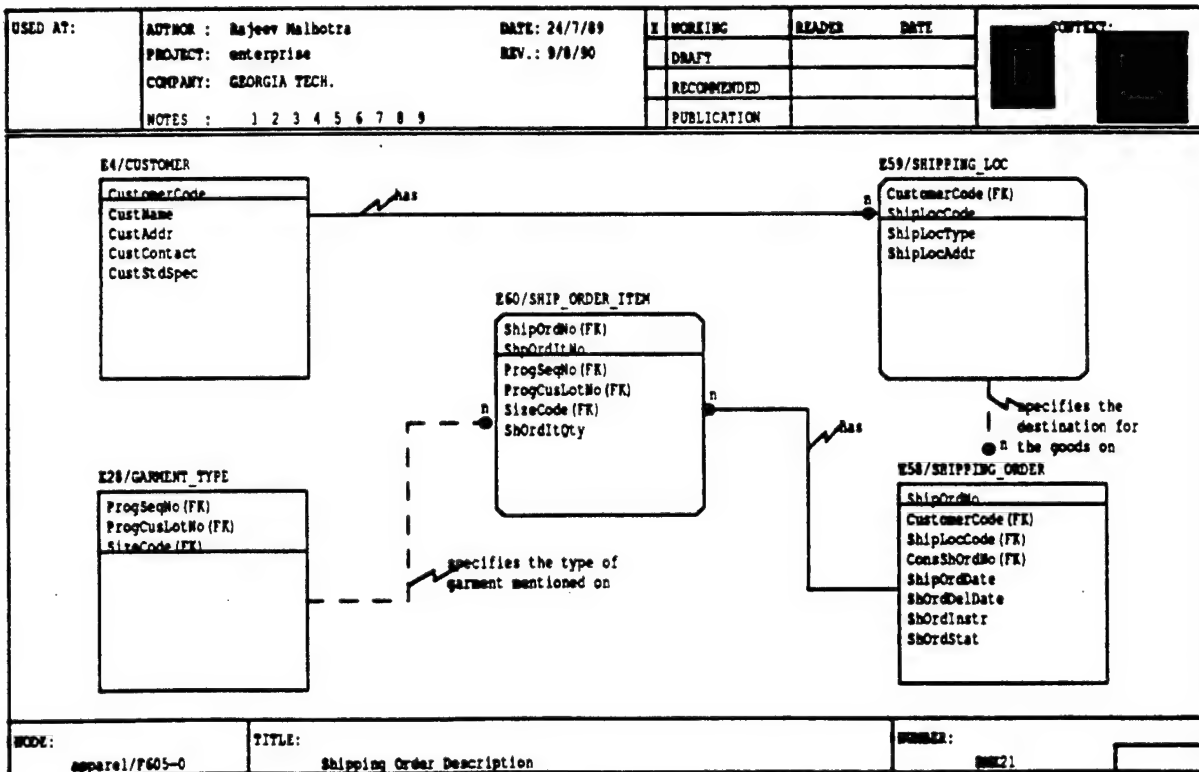 USED AT:
AUTHOR : Rajeev Malhotra DATE: 24/7/89
PROJECT: enterprise REV.: 9/8/90
COMPANY: GEORGIA TECH.
NOTES : 1 2 3 4 5 6 7 8 9
X WORKING READER DATE
DRAFT
RECOMMENDED
PUBLICATION
CONTEXT:
E4/CUSTOMER
CustomerCode
CustName
CustAddr
CustContact
CustStdSpec
has
n
E59/SHIPPING_LOC
CustomerCode(FK)
ShipLocCode
ShipLocType
ShipLocAddr
E60/SHIP_ORDER_ITEM
ShipOrdNo(FK)
ShpOrdItNo
ProgSeqNo(FK)
ProgCusLotNo(FK)
SizeCode(FK)
ShOrdItQty
n
n
has
specifies the
destination for
n the goods on
E28/GARMENT_TYPE
ProgSeqNo(FK)
ProgCusLotNo(FK)
SizeCode(FK)
specifies the type of
garment mentioned on
E58/SHIPPING_ORDER
ShipOrdNo
CustomerCode(FK)
ShipLocCode(FK)
ConsShOrdNo(FK)
ShipOrdDate
ShOrdDelDate
ShOrdInstr
ShOrdStat
NODE:
apparel/F605-0
TITLE:
Shipping Order Description
NUMBER: